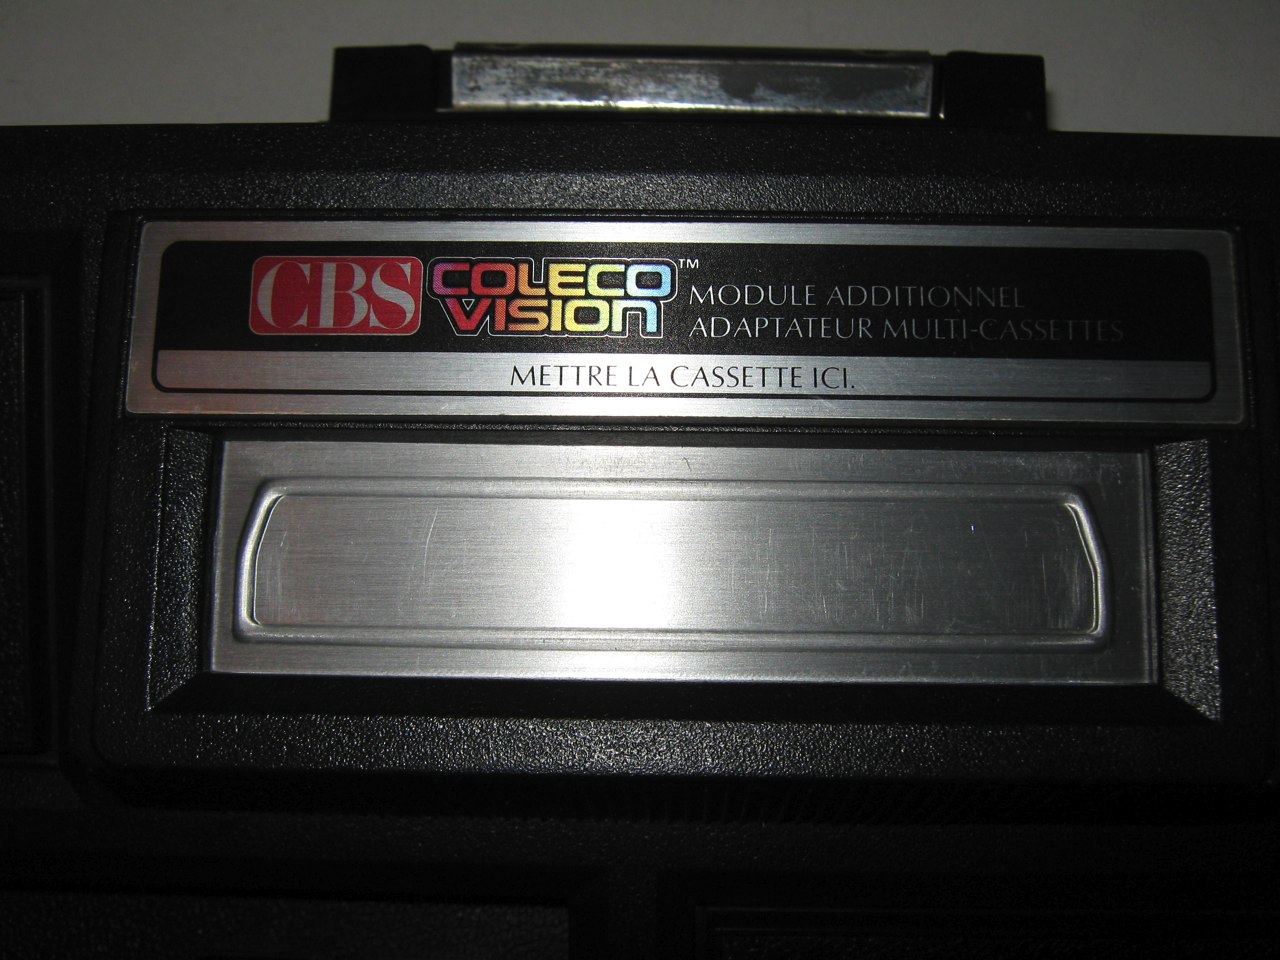 CBS COLECO VISION™ MODULE ADDITIONNEL
ADAPTATEUR MULTI-CASSETTES
METTRE LA CASSETTE ICI.